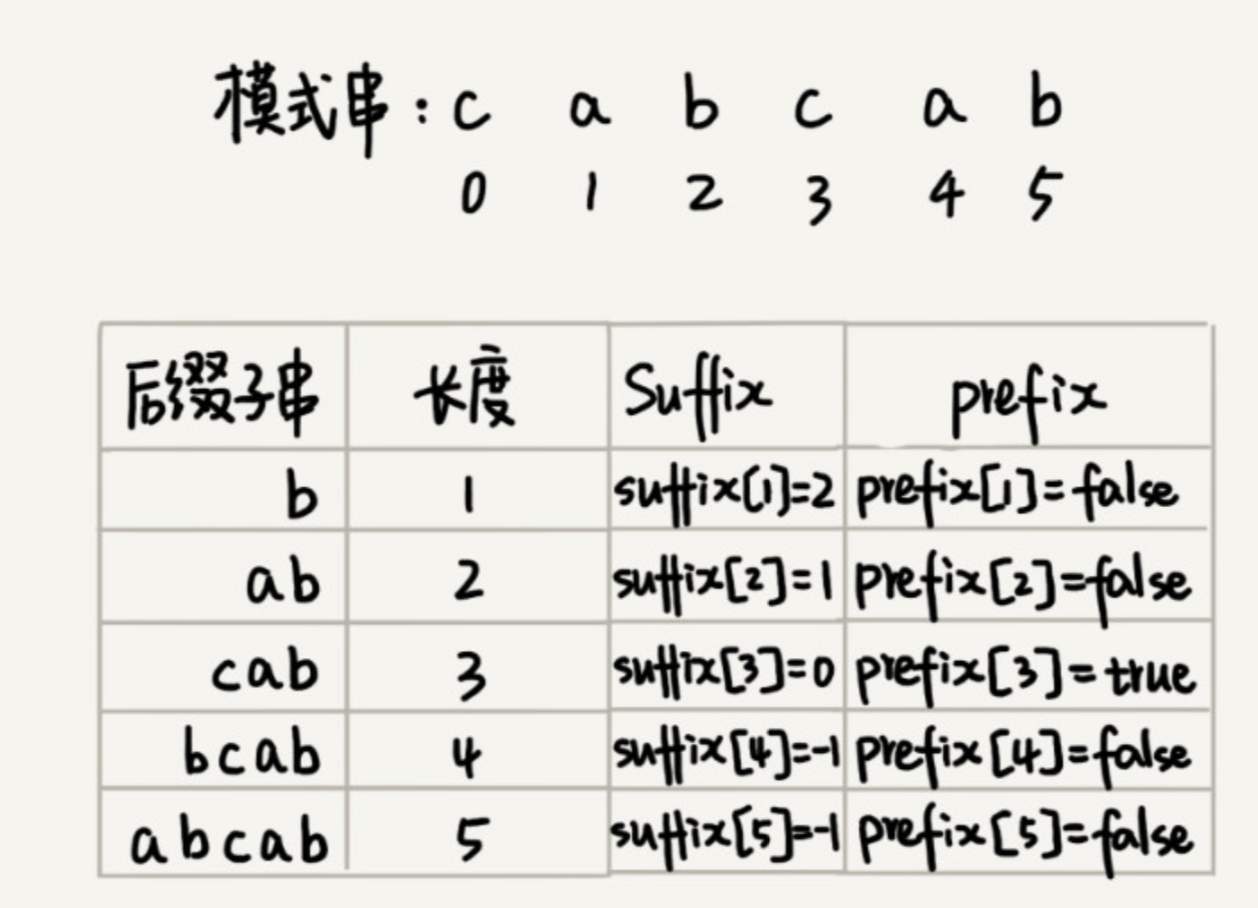 模式串: c a b c a b
0 1 2 3 4 5
后缀子串 长度 Suffix prefix
b 1 suffix[1]=2 prefix[1]=false
ab 2 suffix[2]=1 prefix[2]=false
cab 3 suffix[3]=0 prefix[3]=true
bcab 4 suffix[4]=-1 prefix[4]=false
abcab 5 suffix[5]=-1 prefix[5]=false